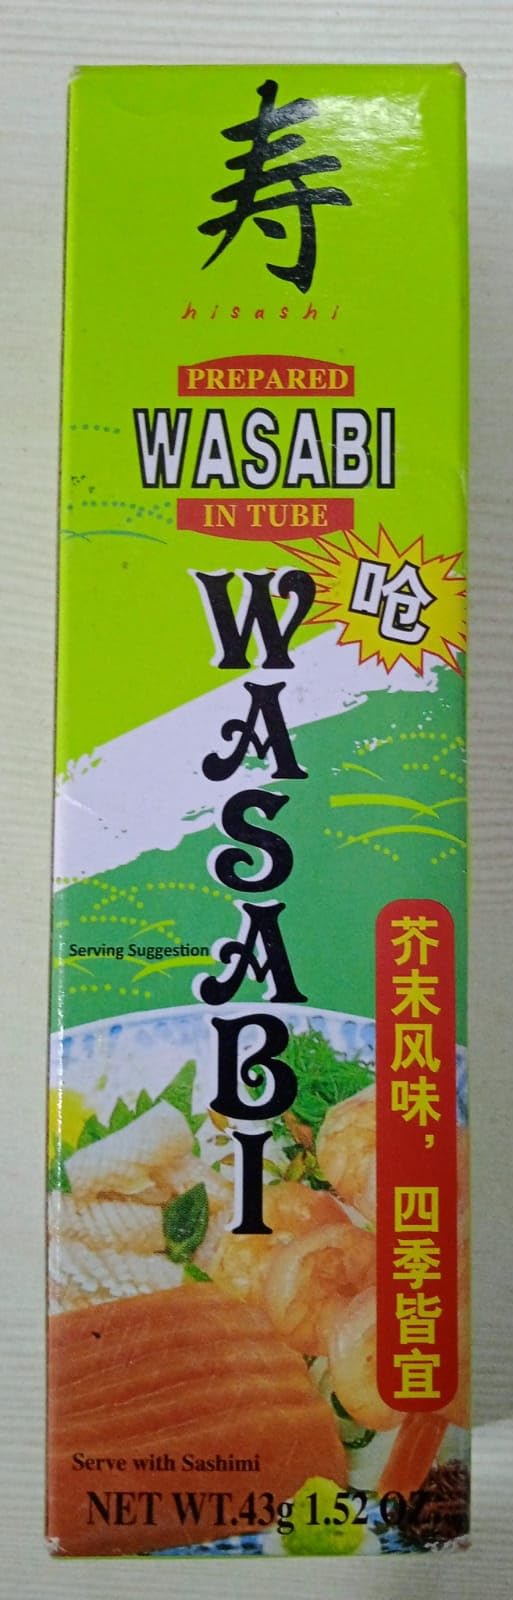 寿
hisashi
PREPARED
WASABI
IN TUBE
呛
WASABI
芥末风味，四季皆宜
Serving Suggestion
Serve with Sashimi
NET WT.43g 1.52 OZ